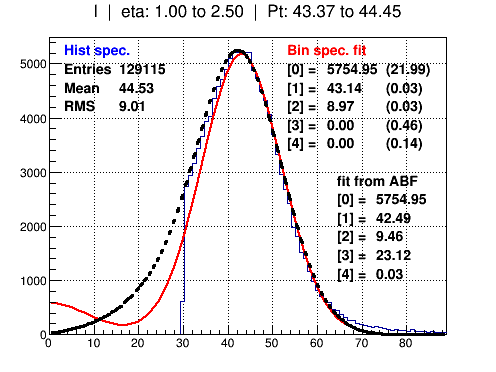 I | eta: 1.00 to 2.50 | Pt: 43.37 to 44.45
Hist spec.
Entries 129115
Mean 44.53
RMS 9.01
Bin spec. fit
[0] = 5754.95 (21.99)
[1] = 43.14 (0.03)
[2] = 8.97 (0.03)
[3] = 0.00 (0.46)
[4] = 0.00 (0.14)
fit from ABF
[0] = 5754.95
[1] = 42.49
[2] = 9.46
[3] = 23.12
[4] = 0.03
5000
4000
3000
2000
1000
0
0 10 20 30 40 50 60 70 80